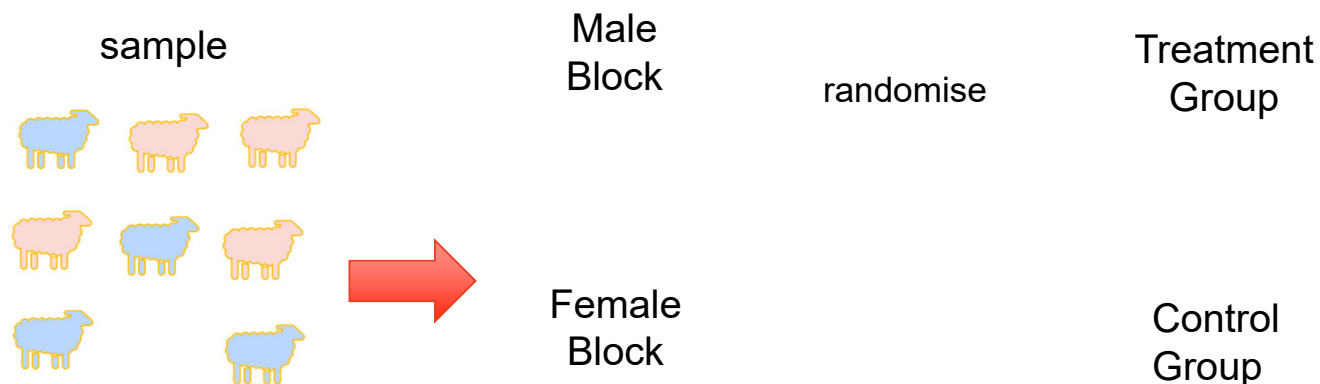 sample
Male
Block
randomise
Treatment
Group
Female
Block
Control
Group